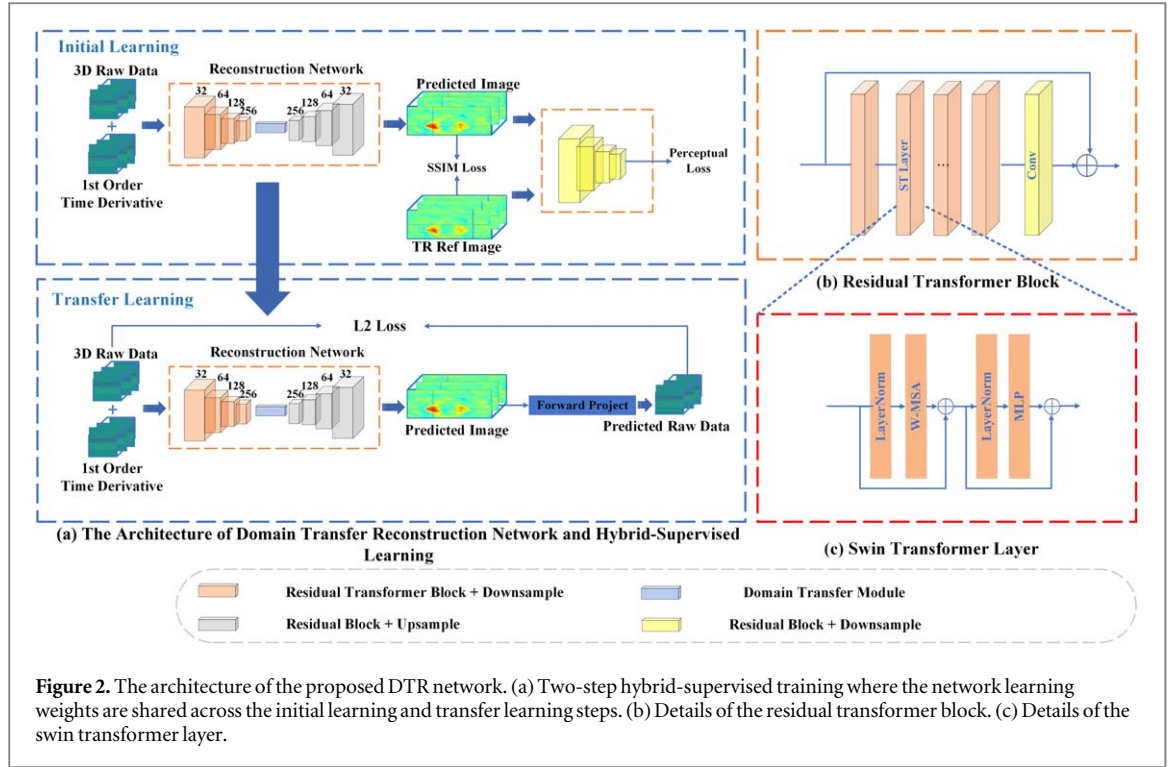 Initial Learning
3D Raw Data
+
1st Order
Time Derivative
Reconstruction Network
32
64
128
256
256
128
64
32
Predicted Image
SSIM Loss
TR Ref Image
Perceptual
Loss
Transfer Learning
L2 Loss
3D Raw Data
+
1st Order
Time Derivative
Reconstruction Network
32
64
128
256
256
128
64
32
Predicted Image
Forward Project
Predicted Raw Data
(a) The Architecture of Domain Transfer Reconstruction Network and Hybrid-Supervised
Learning
ST Layer
...
Conv
(b) Residual Transformer Block
LayerNorm
W-MSA
LayerNorm
MLP
(c) Swin Transformer Layer
Residual Transformer Block + Downsample
Domain Transfer Module
Residual Block + Upsample
Residual Block + Downsample
Figure 2. The architecture of the proposed DTR network. (a) Two-step hybrid-supervised training where the network learning
weights are shared across the initial learning and transfer learning steps. (b) Details of the residual transformer block. (c) Details of the
swin transformer layer.